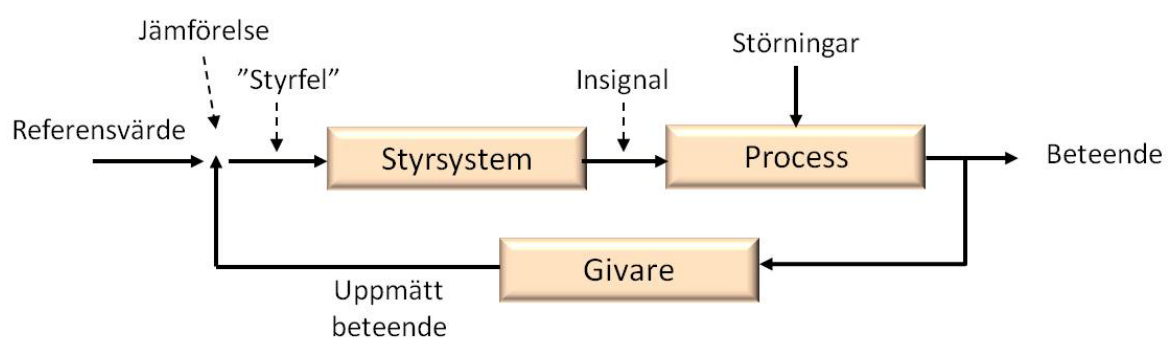 Jämförelse
Störningar
”Styrfel”
Insignal
Referensvärde
Styrsystem
Process
Beteende
Givare
Uppmätt
beteende